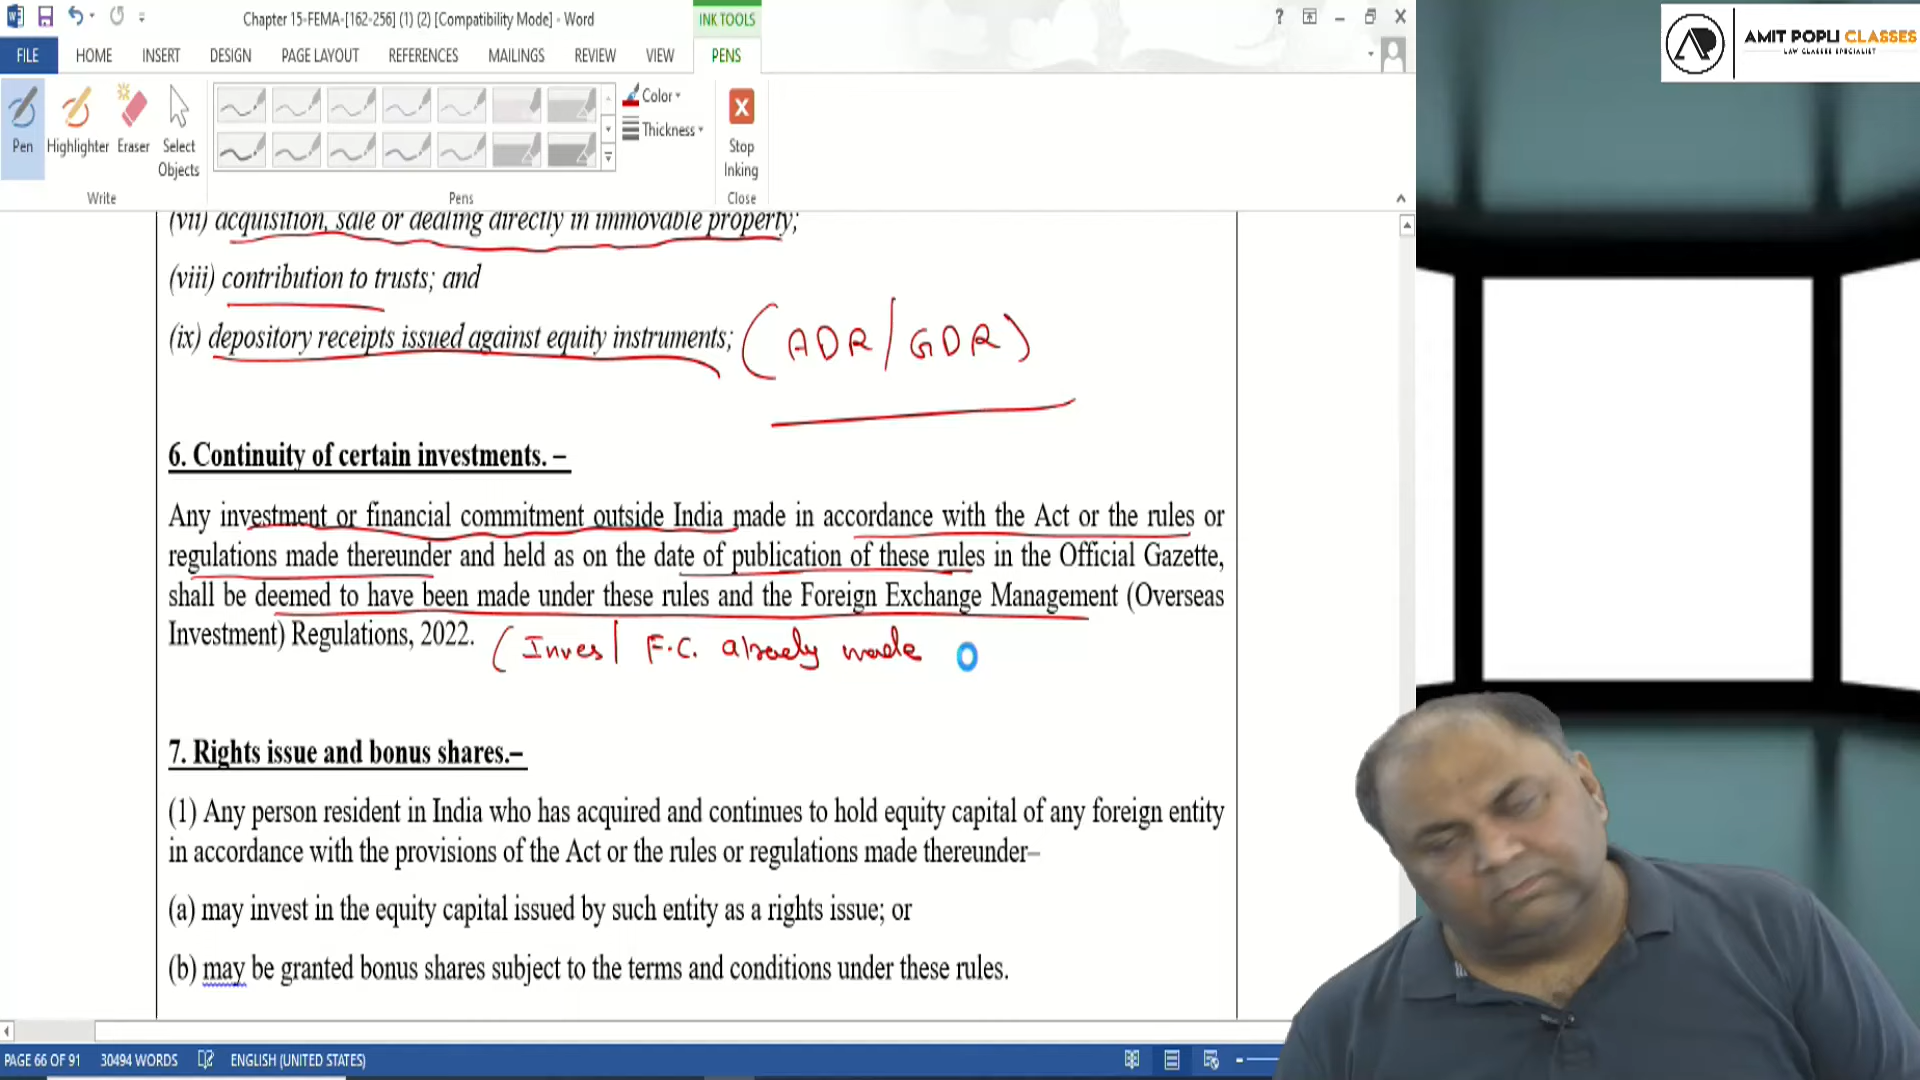 Chapter 15-FEMA-[162-256] (1) (2) [Compatibility Mode] - Word
INK TOOLS
?
AMIT POPLI CLASSES
LAW CLASSES SPECIALIST
FILE HOME INSERT DESIGN PAGE LAYOUT REFERENCES MAILINGS REVIEW VIEW PENS
Pen Highlighter Eraser Select Objects
Color
Thickness
Stop Inking
Write Pens Close
(vii) acquisition, sale or dealing directly in immovable property;
(viii) contribution to trusts; and
(ix) depository receipts issued against equity instruments; (ADR/GDR)
6. Continuity of certain investments. –
Any investment or financial commitment outside India made in accordance with the Act or the rules or
regulations made thereunder and held as on the date of publication of these rules in the Official Gazette,
shall be deemed to have been made under these rules and the Foreign Exchange Management (Overseas
Investment) Regulations, 2022. (Inves| F.C. already made
7. Rights issue and bonus shares.–
(1) Any person resident in India who has acquired and continues to hold equity capital of any foreign entity
in accordance with the provisions of the Act or the rules or regulations made thereunder–
(a) may invest in the equity capital issued by such entity as a rights issue; or
(b) may be granted bonus shares subject to the terms and conditions under these rules.
PAGE 66 OF 91 30494 WORDS ENGLISH (UNITED STATES)